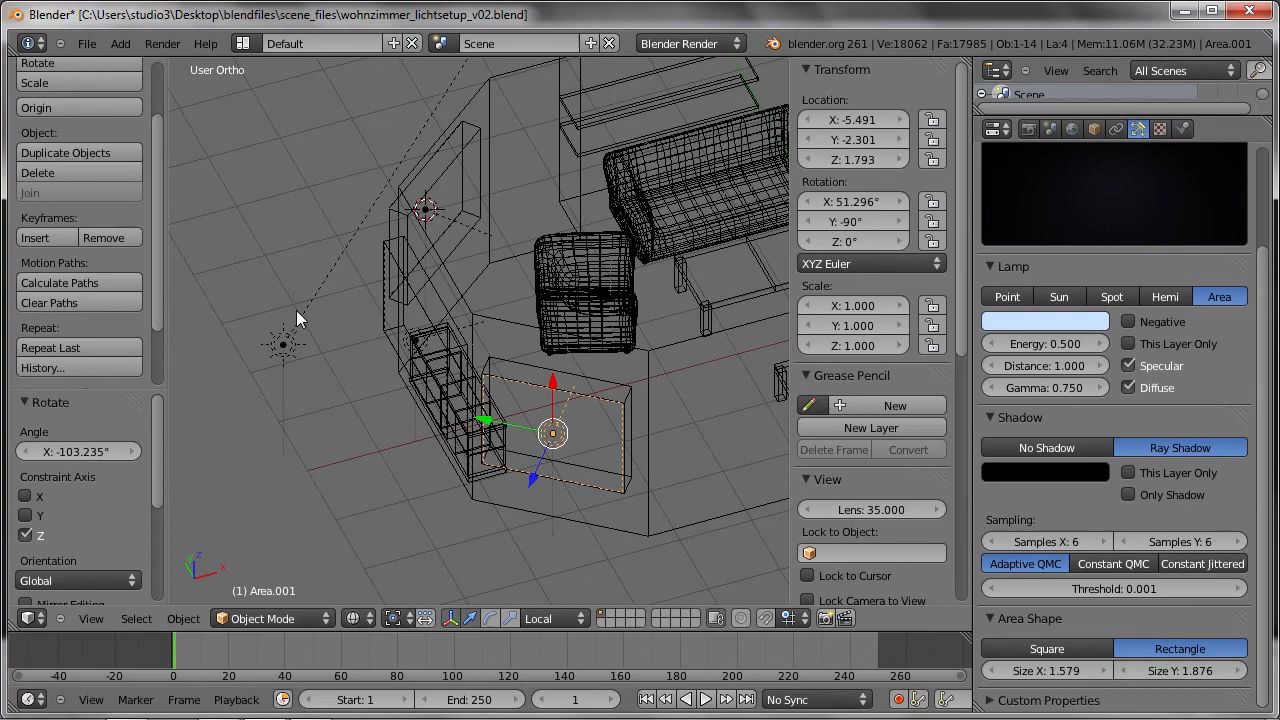 Blender* [C:\Users\studio3\Desktop\blendfiles\scene_files\wohnzimmer_lichtsetup_v02.blend]
File Add Render Help Default Scene Blender Render blender.org 261 | Ve:18062 | Fa:17985 | Ob:1-14 | La:4 | Mem:11.06M (32.23M) | Area.001
Rotate
Scale
Origin
Object:
Duplicate Objects
Delete
Join
Keyframes:
Insert Remove
Motion Paths:
Calculate Paths
Clear Paths
Repeat:
Repeat Last
History...
Rotate
Angle
X: -103.235°
Constraint Axis
X
Y
Z
Orientation
Global
User Ortho
y z x
(1) Area.001
View Select Object Object Mode Local
Transform
Location:
X: -5.491
Y: -2.301
Z: 1.793
Rotation:
X: 51.296°
Y: -90°
Z: 0°
XYZ Euler
Scale:
X: 1.000
Y: 1.000
Z: 1.000
Grease Pencil
New
New Layer
Delete Frame Convert
View
Lens: 35.000
Lock to Object:
Lock to Cursor
Lock Camera to View
View Search All Scenes
Scene
Lamp
Point Sun Spot Hemi Area
Negative
Energy: 0.500 This Layer Only
Distance: 1.000 Specular
Gamma: 0.750 Diffuse
Shadow
No Shadow Ray Shadow
This Layer Only
Only Shadow
Sampling:
Samples X: 6 Samples Y: 6
Adaptive QMC Constant QMC Constant Jittered
Threshold: 0.001
Area Shape
Square Rectangle
Size X: 1.579 Size Y: 1.876
Custom Properties
-40 -20 0 20 40 60 80 100 120 140 160 180 200 220 240 260
View Marker Frame Playback Start: 1 End: 250 1 No Sync